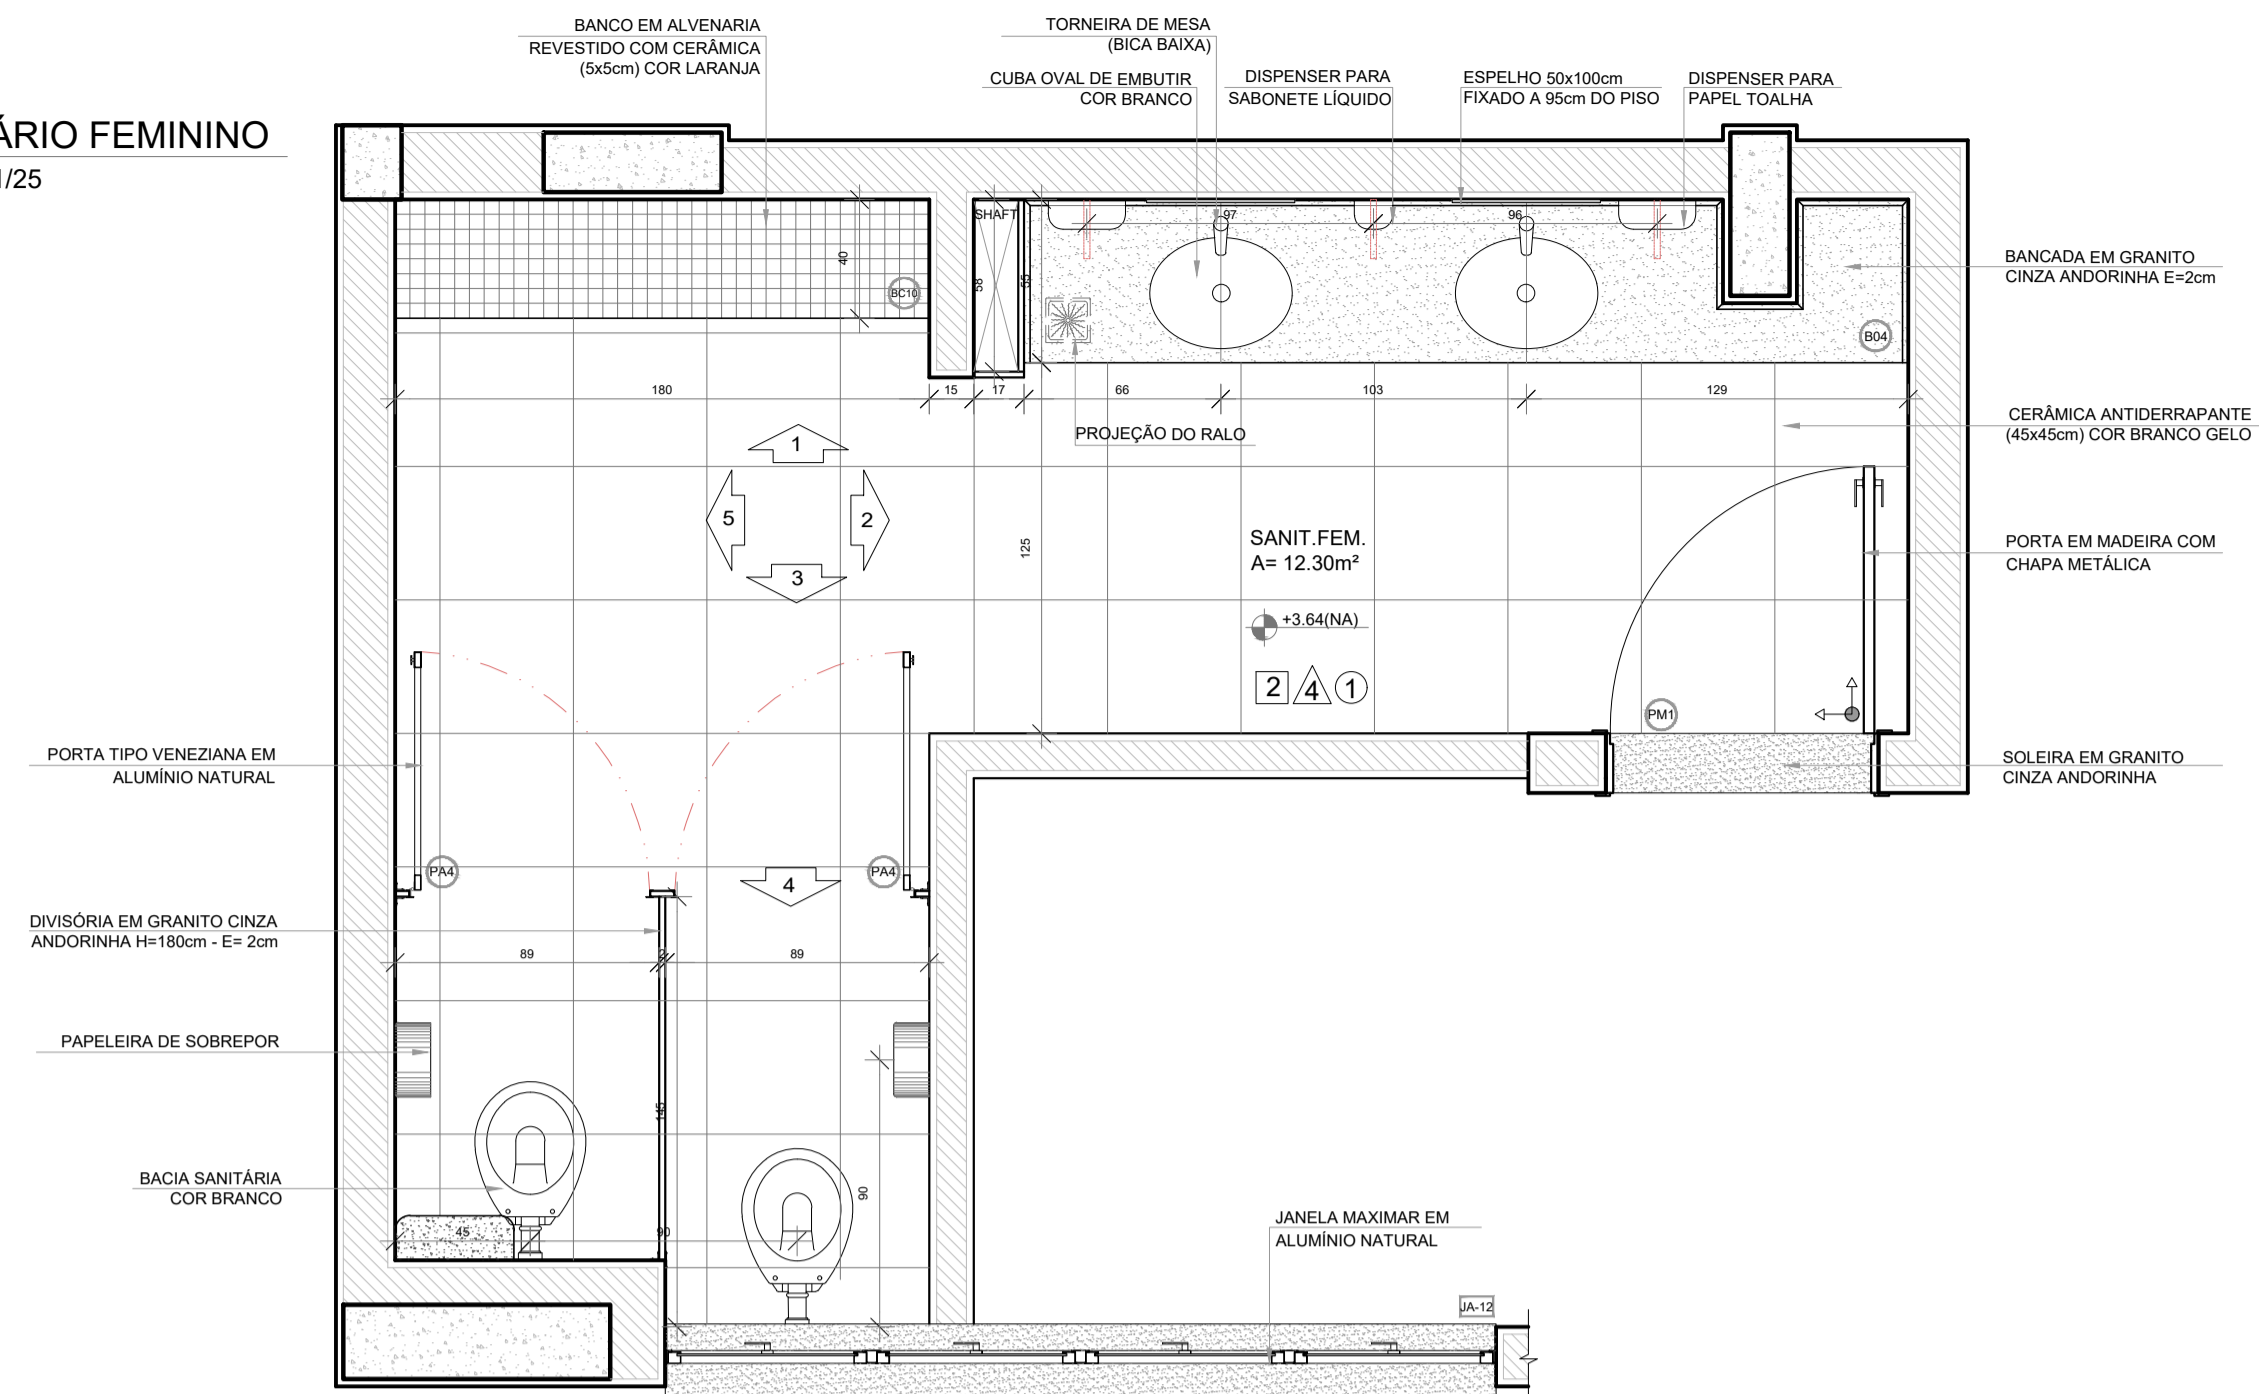 BANCO EM ALVENARIA
REVESTIDO COM CERÂMICA
(5x5cm) COR LARANJA
TORNEIRA DE MESA
(BICA BAIXA)
CUBA OVAL DE EMBUTIR
COR BRANCO
DISPENSER PARA
SABONETE LÍQUIDO
ESPELHO 50x100cm
FIXADO A 95cm DO PISO
DISPENSER PARA
PAPEL TOALHA
ÁRIO FEMININO
1/25
SHAFT
97
96
40
58
55
BC10
B04
BANCADA EM GRANITO
CINZA ANDORINHA E=2cm
180
15
17
66
103
129
PROJEÇÃO DO RALO
CERÂMICA ANTIDERRAPANTE
(45x45cm) COR BRANCO GELO
1
5
2
3
125
SANIT.FEM.
A= 12.30m²
+3.64(NA)
2
4
1
PORTA EM MADEIRA COM
CHAPA METÁLICA
PM1
PORTA TIPO VENEZIANA EM
ALUMÍNIO NATURAL
SOLEIRA EM GRANITO
CINZA ANDORINHA
PA4
4
PA4
DIVISÓRIA EM GRANITO CINZA
ANDORINHA H=180cm - E= 2cm
89
2
89
PAPELEIRA DE SOBREPOR
145
BACIA SANITÁRIA
COR BRANCO
90
45
90
JANELA MAXIMAR EM
ALUMÍNIO NATURAL
JA-12